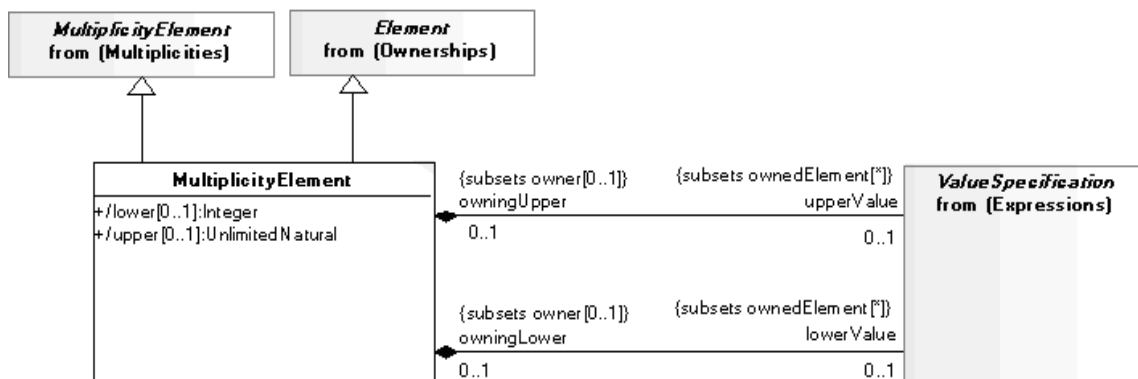 MultiplicityElement
from (Multiplicities)
Element
from (Ownerships)
MultiplicityElement
+/lower[0..1]:Integer
+/upper[0..1]:UnlimitedNatural
{subsets owner[0..1]}
owningUpper
0..1
{subsets ownedElement[*]}
upperValue
0..1
{subsets owner[0..1]}
owningLower
0..1
{subsets ownedElement[*]}
lowerValue
0..1
ValueSpecification
from (Expressions)